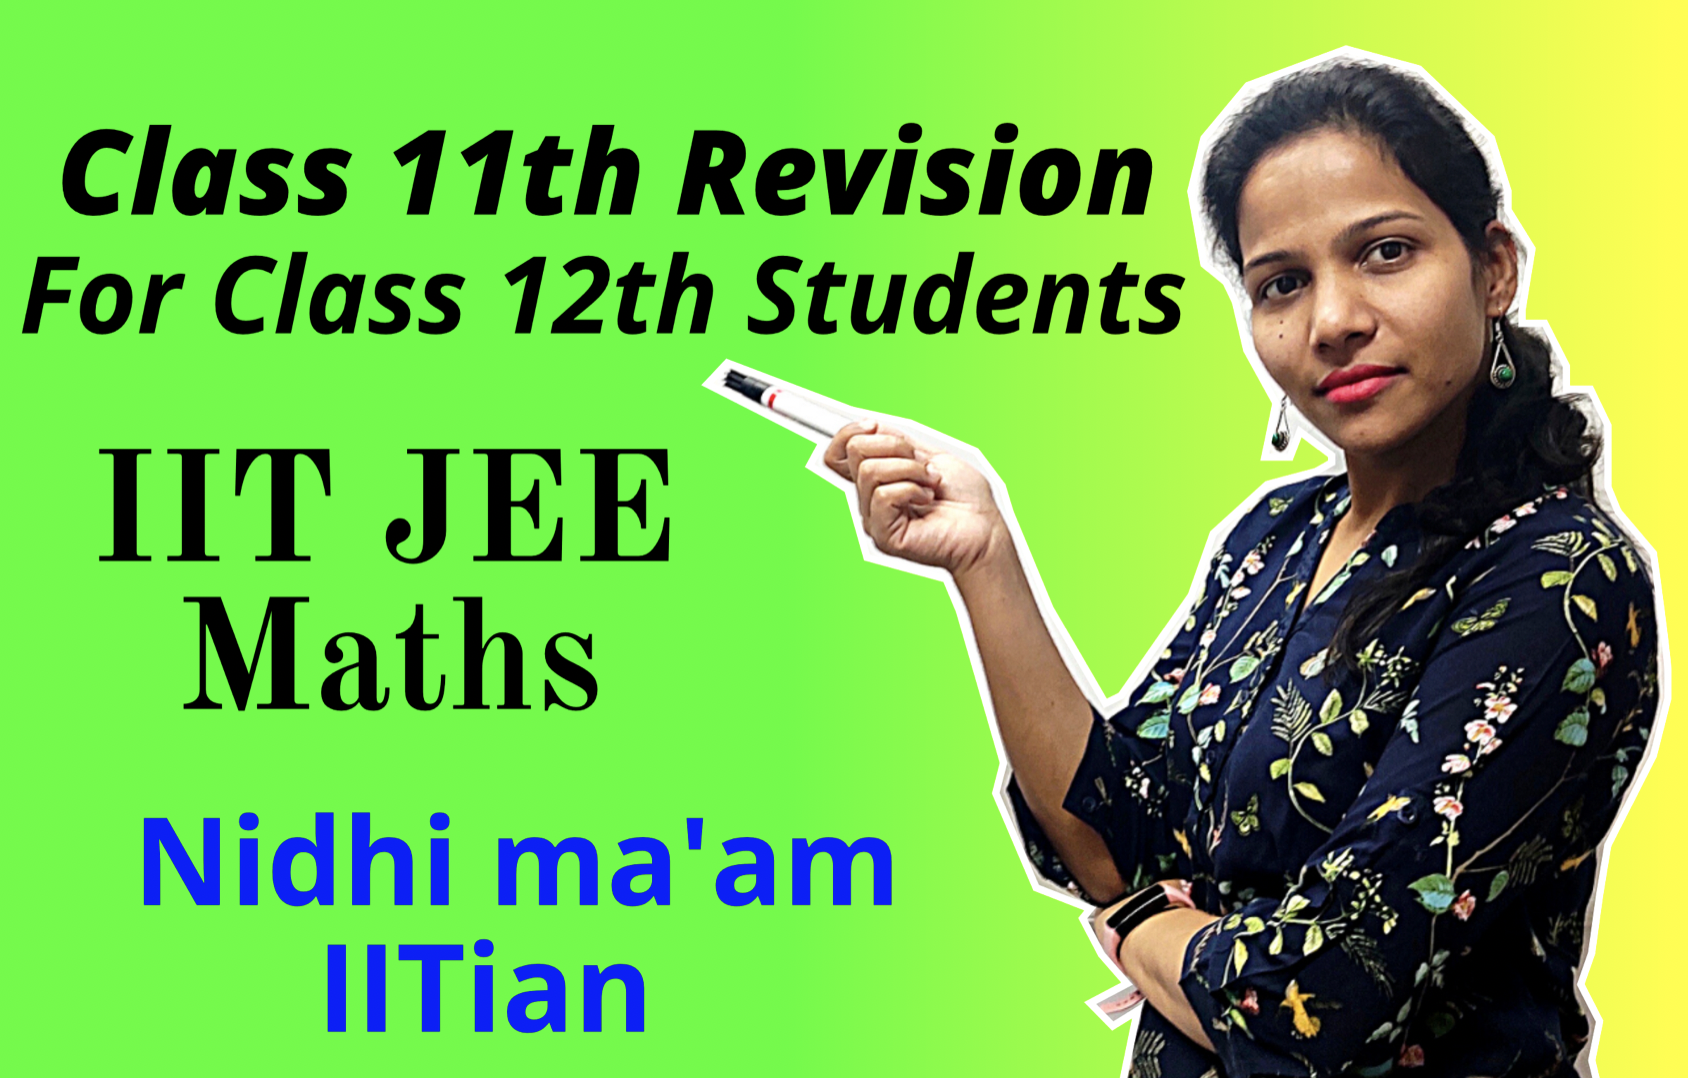 Class 11th Revision
For Class 12th Students
IIT JEE
Maths
Nidhi ma'am
IITian